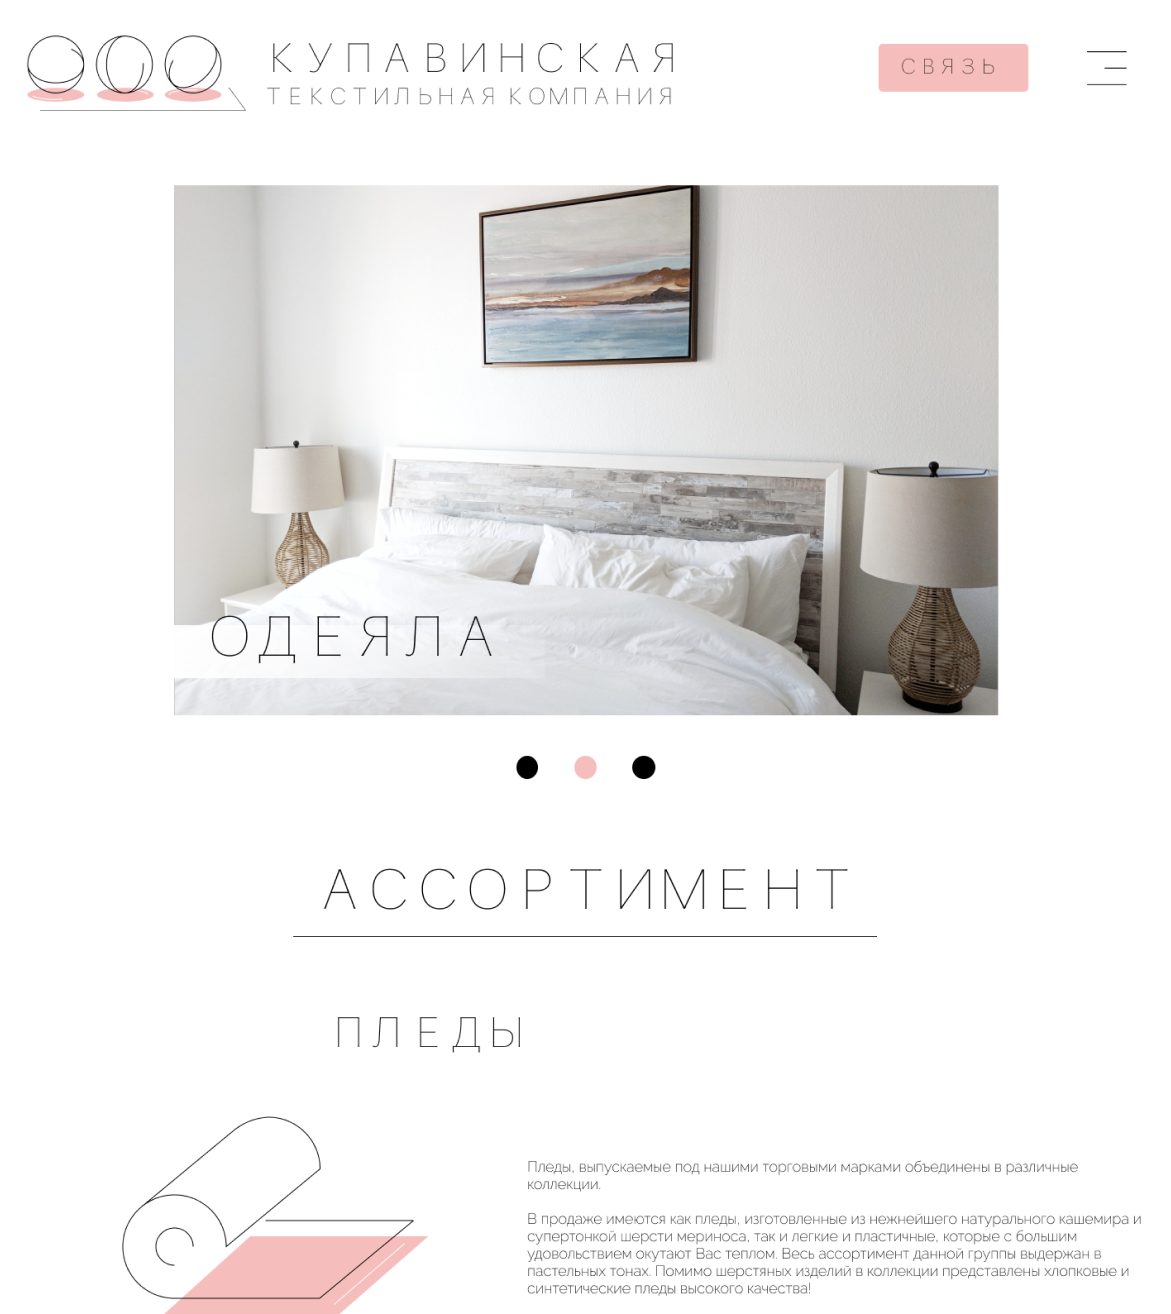 КУПАВИНСКАЯ
ТЕКСТИЛЬНАЯ КОМПАНИЯ
СВЯЗЬ
ОДЕЯЛА
АССОРТИМЕНТ
ПЛЕДЫ
Пледы, выпускаемые под нашими торговыми марками объединены в различные
коллекции.
В продаже имеются как пледы, изготовленные из нежнейшего натурального кашемира и
супертонкой шерсти мериноса, так и легкие и пластичные, которые с большим
удовольствием окутают Вас теплом. Весь ассортимент данной группы выдержан в
пастельных тонах. Помимо шерстяных изделий в коллекции представлены хлопковые и
синтетические пледы высокого качества!